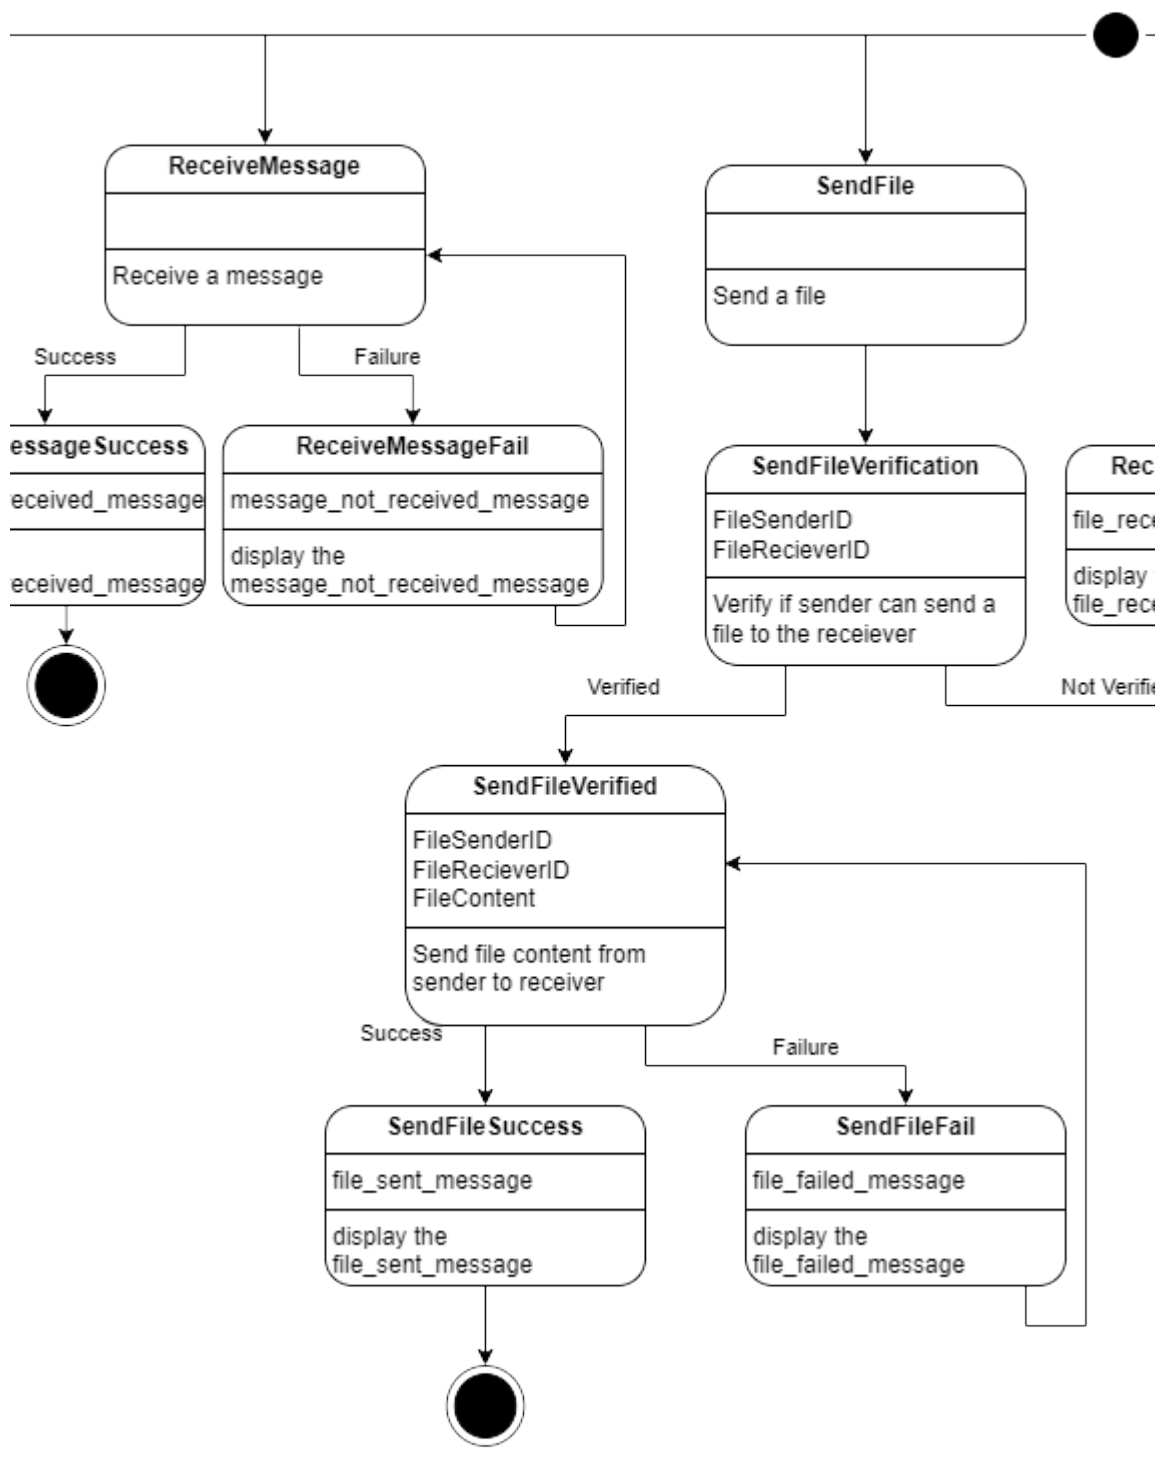 ReceiveMessage
Receive a message
SendFile
Send a file
Success
Failure
essageSuccess
eceived_message
eceived_message
ReceiveMessageFail
message_not_received_message
display the
message_not_received_message
SendFileVerification
FileSenderID
FileRecieverID
Verify if sender can send a
file to the receiever
Rec
file_rece
display
file_rece
Verified
Not Verifie
SendFileVerified
FileSenderID
FileRecieverID
FileContent
Send file content from
sender to receiver
Success
Failure
SendFileSuccess
file_sent_message
display the
file_sent_message
SendFileFail
file_failed_message
display the
file_failed_message